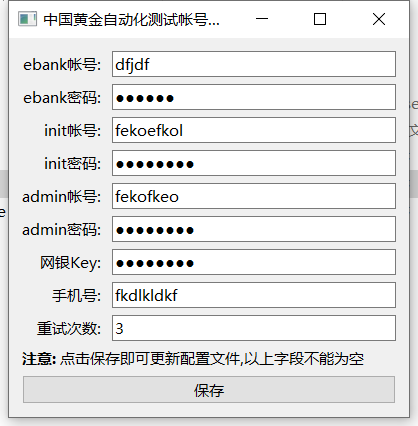 中国黄金自动化测试帐号...
ebank帐号: dfjdf
ebank密码: ●●●●●●
init帐号: fekoefkol
init密码: ●●●●●●●●
admin帐号: fekofkeo
admin密码: ●●●●●●●●
网银Key: ●●●●●●●●
手机号: fkdlkldkf
重试次数: 3
注意: 点击保存即可更新配置文件,以上字段不能为空
保存